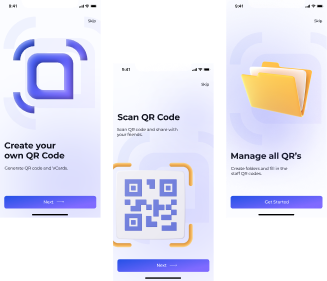 9:41
Skip
Create your
own QR Code
Generate QR code and VCards.
Next
9:41
Skip
Scan QR Code
Scan QR code and share with
your friends.
Next
9:41
Skip
Manage all QR's
Create folders and fill in the
stuff QR codes.
Get Started